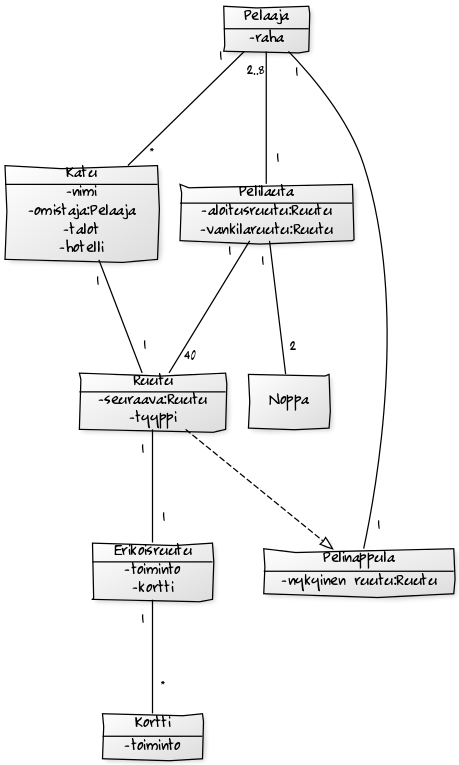 Pelaaja
-raha
1
2..8
1
*
1
Katu
-nimi
-omistaja:Pelaaja
-talot
-hotelli
Pelilauta
-aloitusruutu:Ruutu
-vankilaruutu:Ruutu
1
1
1
1
40
2
Ruutu
-seuraava:Ruutu
-tyyppi
Noppa
1
1
1
Erikoisruutu
-toiminto
-kortti
Pelinappula
-nykyinen ruutu:Ruutu
1
*
Kortti
-toiminto